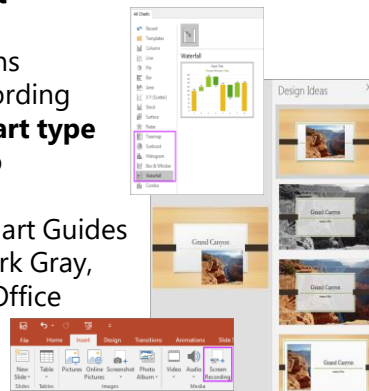 ns
ording
art type
art Guides
rk Gray,
Office
All Charts
Recent
Templates
Column
Line
Pie
Bar
Area
X Y (Scatter)
Stock
Surface
Radar
Treemap
Sunburst
Histogram
Box & Whisker
Waterfall
Combo
Waterfall
Design Ideas
Grand Canyon
Grand Canyon
Grand Canyon
Grand Canyon
File Home Insert Design Transitions Animations Slide
New Slide Table Pictures Online Pictures Screenshot Photo Album Video Audio Screen Recording
Slides Tables Images Media